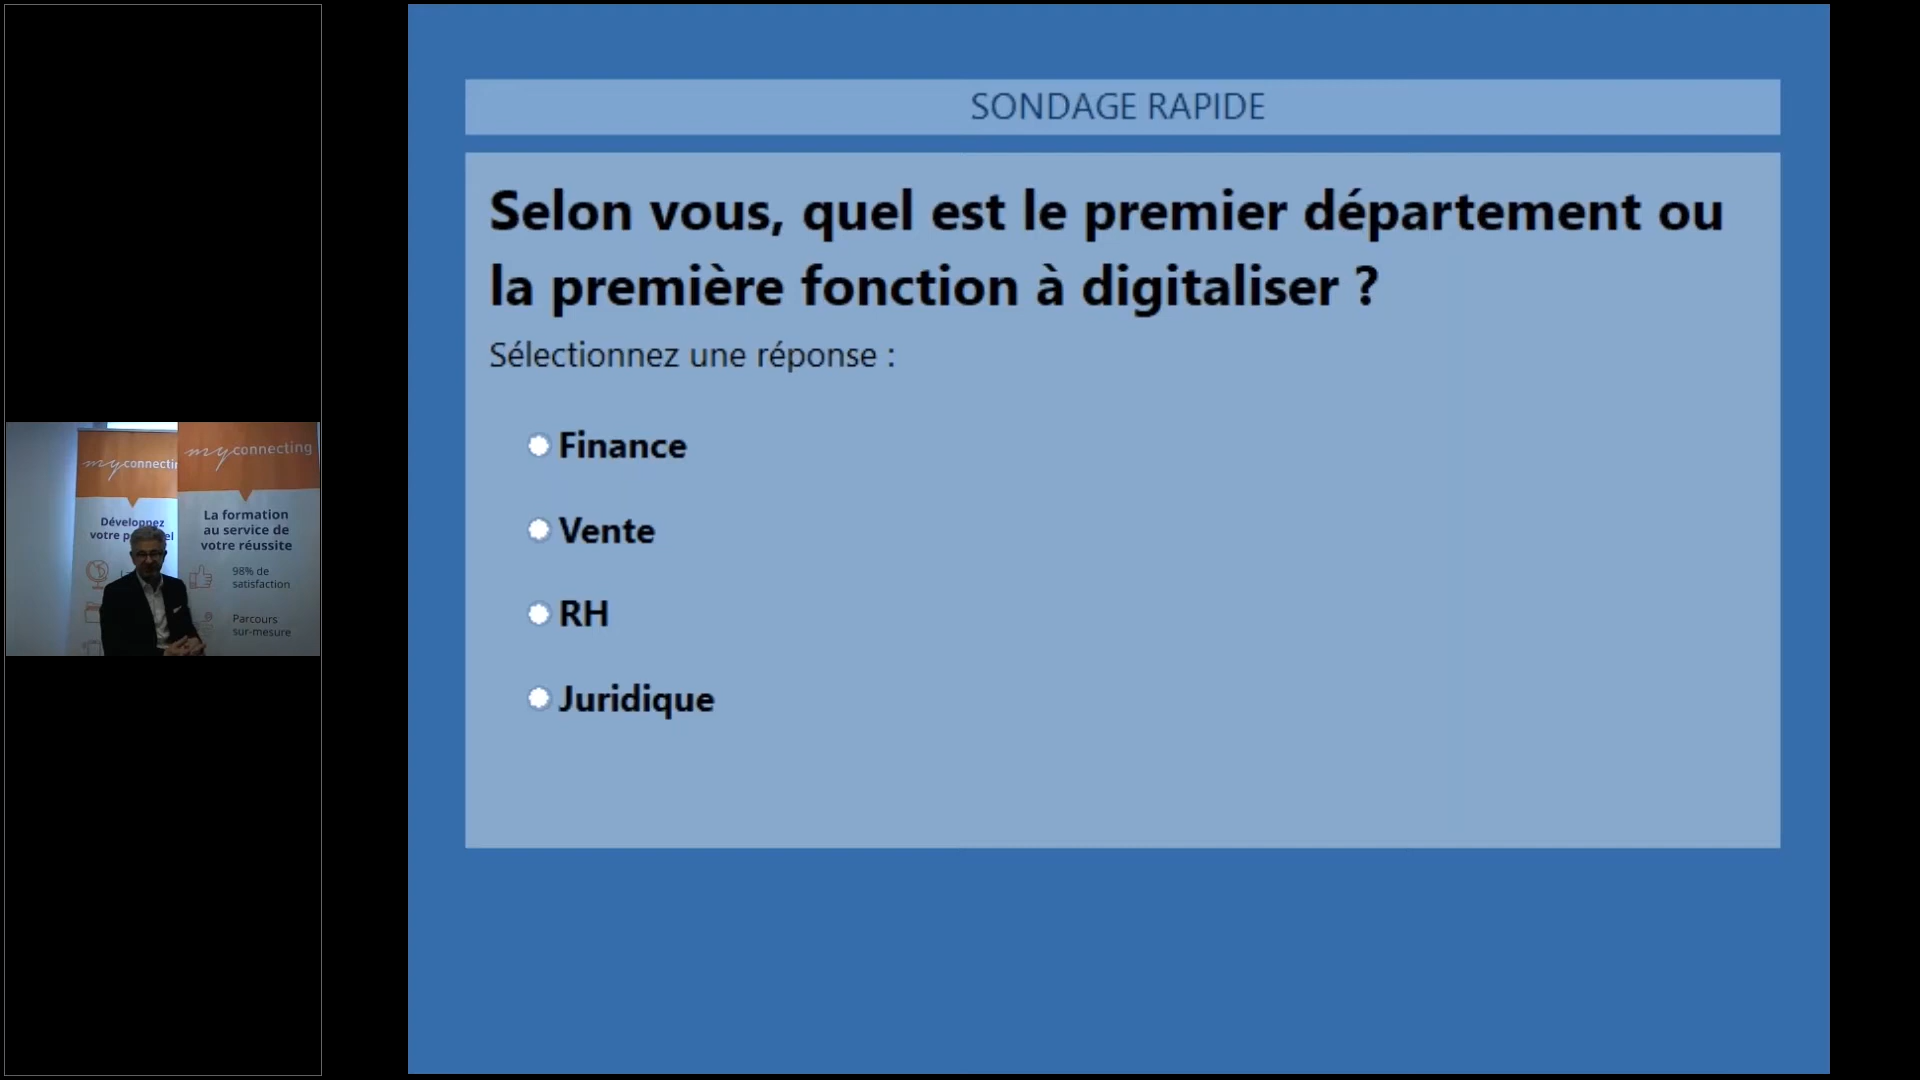 SONDAGE RAPIDE
Selon vous, quel est le premier département ou
la première fonction à digitaliser ?
Sélectionnez une réponse :
Finance
Vente
RH
Juridique
myconnectin
Développez
votre
myconnecting
La formation
au service de
votre réussite
98% de
satisfaction
Parcours
sur-mesure